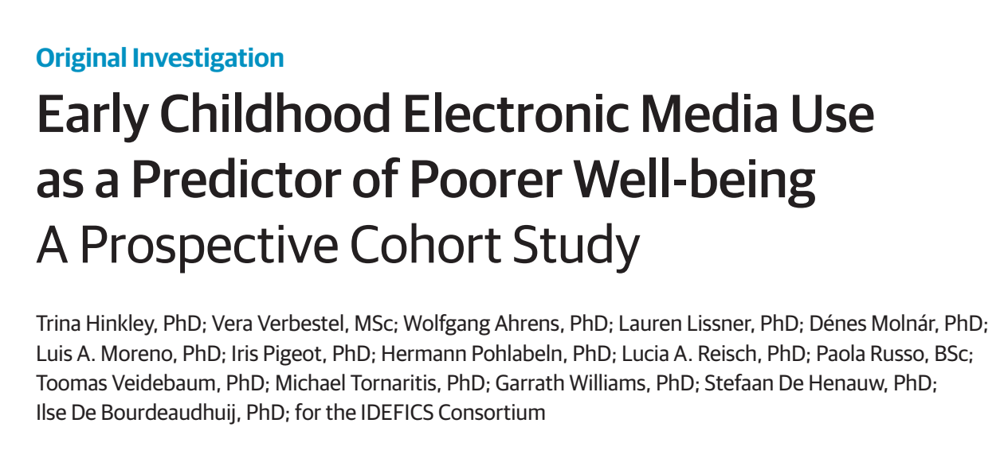 Original Investigation
Early Childhood Electronic Media Use
as a Predictor of Poorer Well-being
A Prospective Cohort Study
Trina Hinkley, PhD; Vera Verbestel, MSc; Wolfgang Ahrens, PhD; Lauren Lissner, PhD; Dénes Molnár, PhD;
Luis A. Moreno, PhD; Iris Pigeot, PhD; Hermann Pohlabeln, PhD; Lucia A. Reisch, PhD; Paola Russo, BSc;
Toomas Veidebaum, PhD; Michael Tornaritis, PhD; Garrath Williams, PhD; Stefaan De Henauw, PhD;
Ilse De Bourdeaudhuij, PhD; for the IDEFICS Consortium